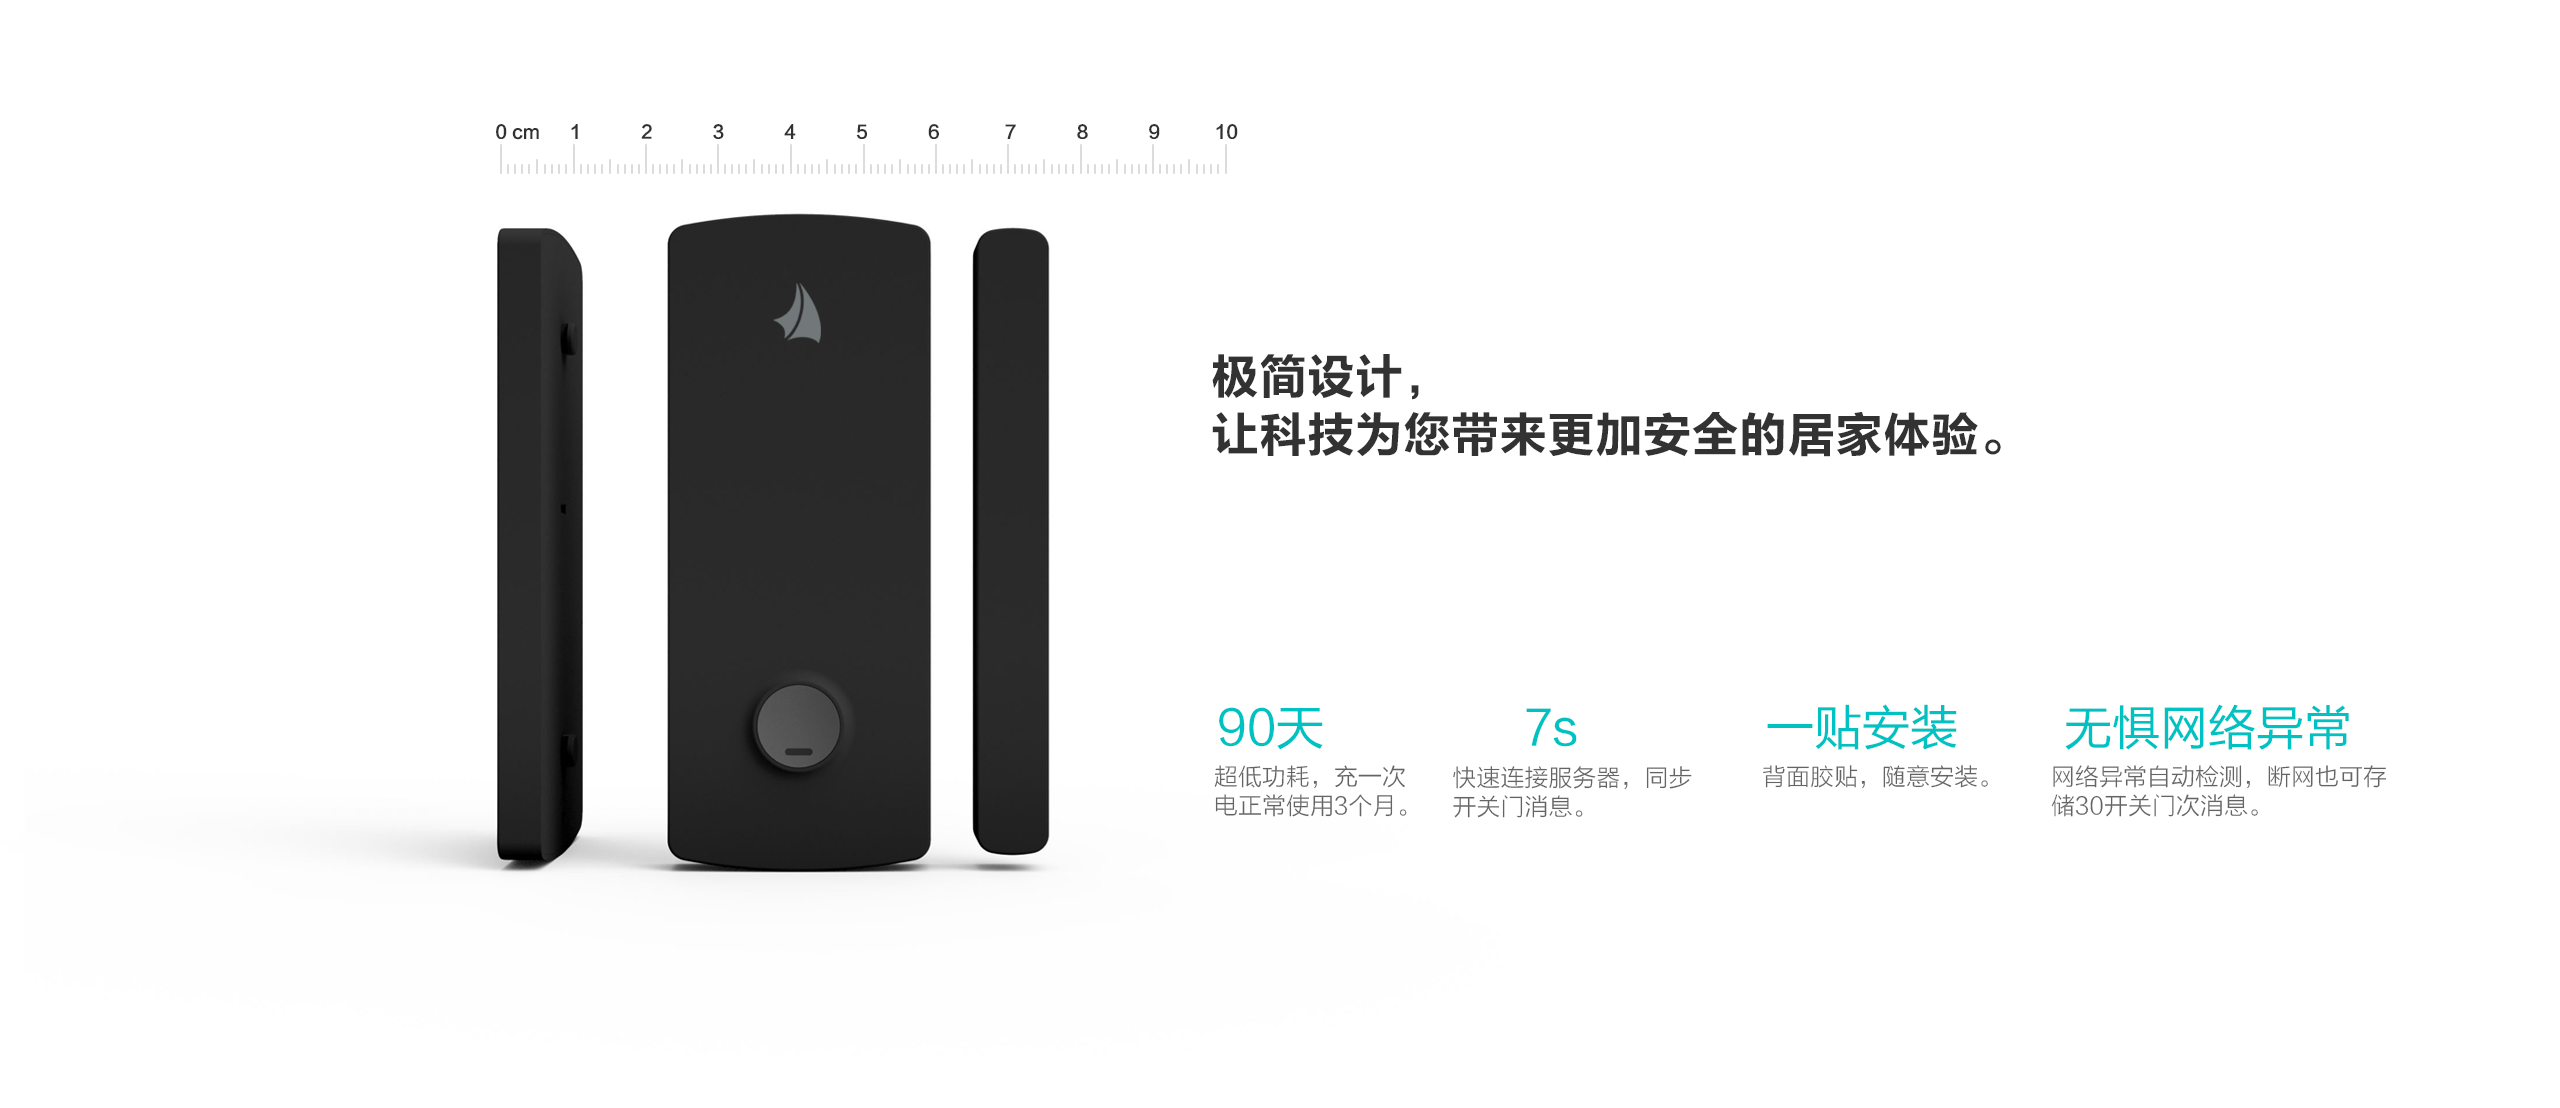 0 cm 1 2 3 4 5 6 7 8 9 10
极简设计，
让科技为您带来更加安全的居家体验。
90天
超低功耗，充一次
电正常使用3个月。
7s
快速连接服务器，同步
开关门消息。
一贴安装
背面胶贴，随意安装。
无惧网络异常
网络异常自动检测，断网也可存
储30开关门次消息。